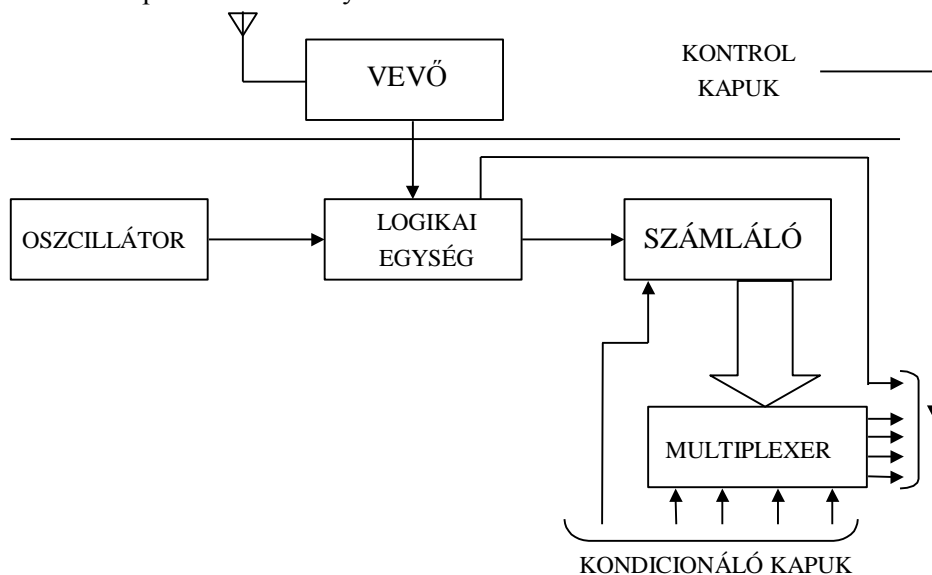 VEVŐ
KONTROL
KAPUK
OSZCILLÁTOR
LOGIKAI
EGYSÉG
SZÁMLÁLÓ
MULTIPLEXER
KONDICIONÁLÓ KAPUK